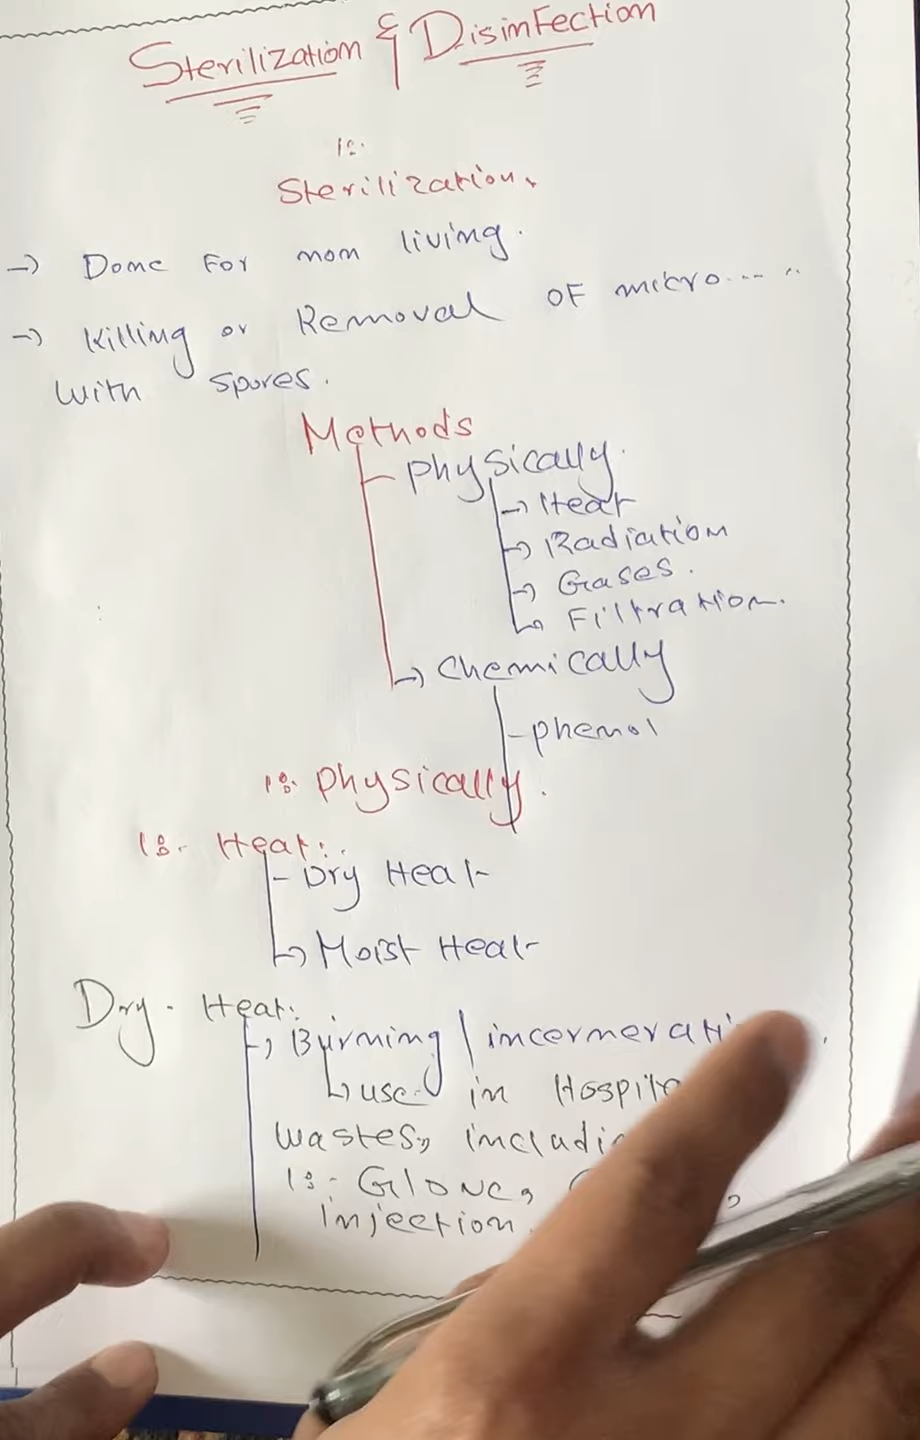 Sterilization & Disinfection
1:-
Sterilization.
→ Done For non living.
→ Killing or Removal OF micro.....
With spores.
Methods
Physically.
→ Heat
→ Radiation
→ Gases.
→ Filtration.
→ Chemically
- phenol
1:- Physically.
1:- Heat:-
- Dry Heat
→ Moist Heat
Dry - Heat:
→ Burning / incerner
↳ use in
Wastes, includi
1:- Glove,
injection